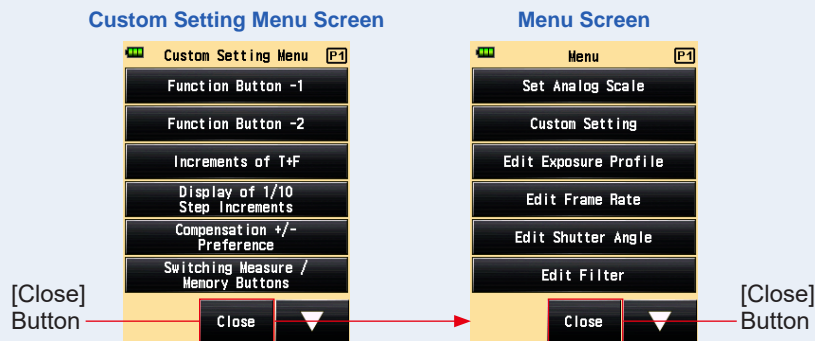 Custom Setting Menu Screen
Custom Setting Menu P1
Function Button -1
Function Button -2
Increments of T+F
Display of 1/10
Step Increments
Compensation +/-
Preference
Switching Measure /
Memory Buttons
[Close]
Button
Close
Menu Screen
Menu P1
Set Analog Scale
Custom Setting
Edit Exposure Profile
Edit Frame Rate
Edit Shutter Angle
Edit Filter
Close
[Close]
Button